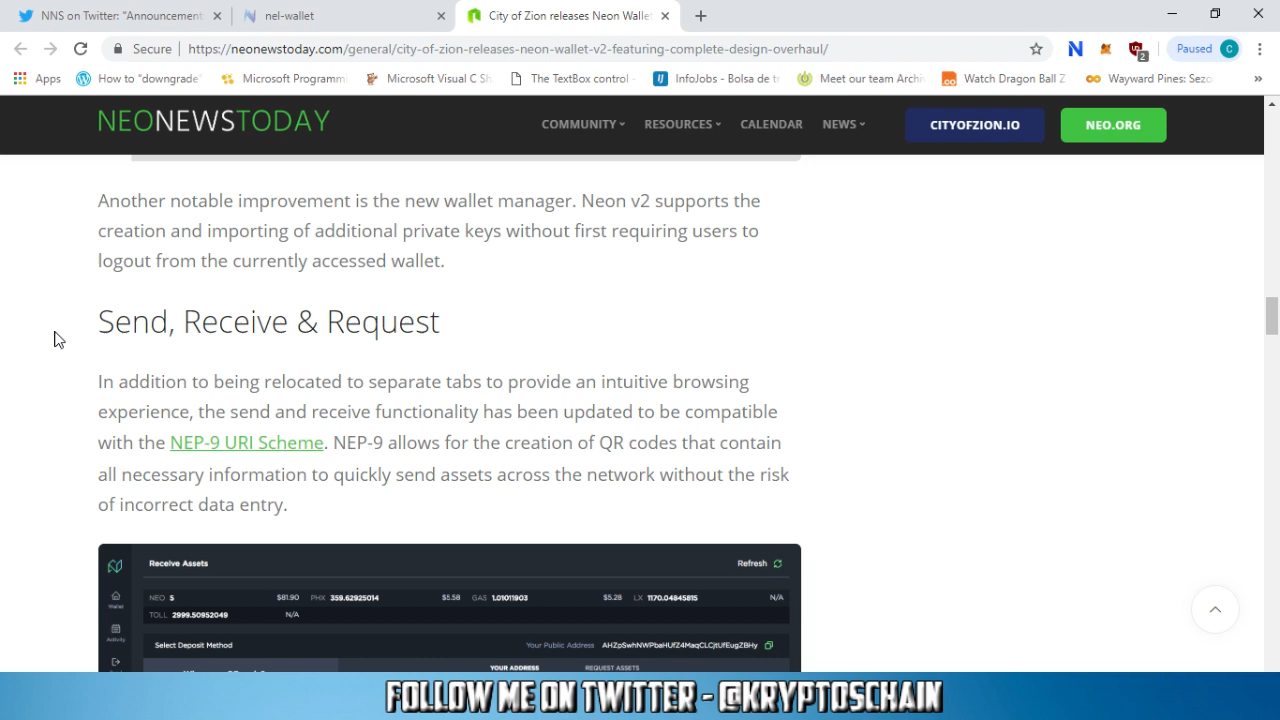 NNS on Twitter: "Announcement
nel-wallet
City of Zion releases Neon Walle
Secure
https://neonewstoday.com/general/city-of-zion-releases-neon-wallet-v2-featuring-complete-design-overhaul/
2
Paused
C
Apps
How to "downgrade"
Microsoft Programm
Microsoft Visual C Sh
The TextBox control
InfoJobs - Bolsa de t
Meet our team Archi
Watch Dragon Ball Z
Wayward Pines: Sez
»
NEONEWSTODAY
COMMUNITY
RESOURCES
CALENDAR
NEWS
CITYOFZION.IO
NEO.ORG
Another notable improvement is the new wallet manager. Neon v2 supports the
creation and importing of additional private keys without first requiring users to
logout from the currently accessed wallet.
Send, Receive & Request
In addition to being relocated to separate tabs to provide an intuitive browsing
experience, the send and receive functionality has been updated to be compatible
with the NEP-9 URI Scheme. NEP-9 allows for the creation of QR codes that contain
all necessary information to quickly send assets across the network without the risk
of incorrect data entry.
Receive Assets
Refresh
NEO 5 $81.90 PHX 359.62925014 $5.58 GAS 1.01011903 $5.28 LX 1170.04845815 N/A
TOLL 2999.50952049 N/A
Wallet
Activity
Select Deposit Method
Your Public Address AHZpSwhNWPbaHUfZ4MaqCLCjtUfEugZBHy
YOUR ADDRESS
REQUEST ASSETS
FOLLOW ME ON TWITTER - @KRYPTOSCHAIN